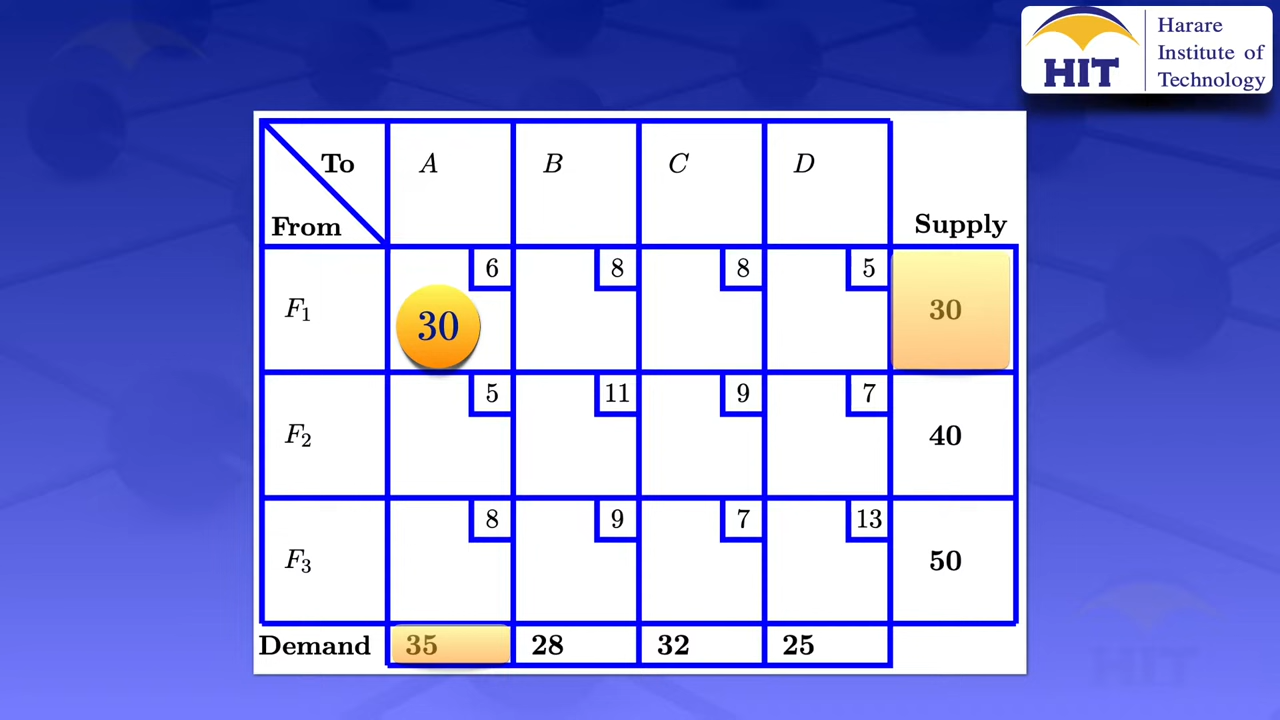 Harare
Institute of
Technology
HIT
To
From
A B C D
Supply
6 8 8 5
F1 30 30
5 11 9 7
F2 40
8 9 7 13
F3 50
Demand 35 28 32 25
HIT